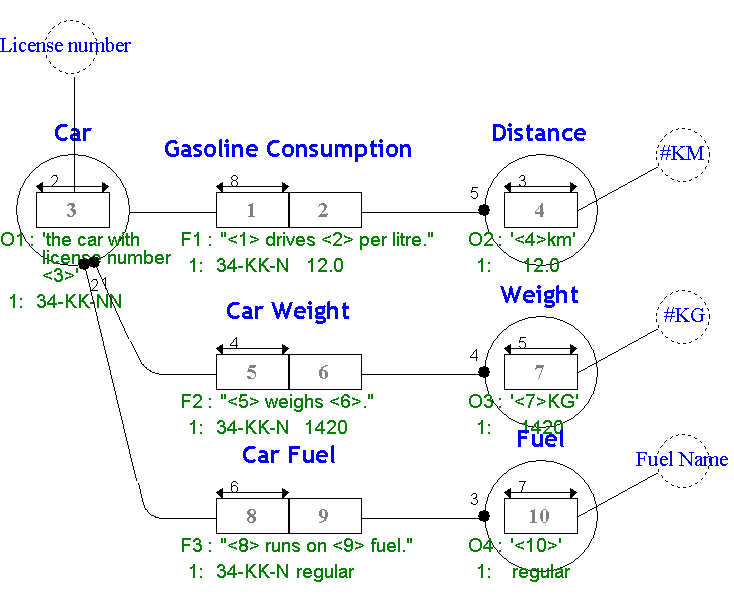 License number
Car
Gasoline Consumption
Distance
#KM
2
8
5
3
3
1
2
4
O1 : 'the car with
license number
<3>'
1: 34-KK-NN
F1 : "<1> drives <2> per litre."
1: 34-KK-N 12.0
O2 : '<4>km'
1: 12.0
2
1
Car Weight
Weight
#KG
4
4
5
5
6
7
F2 : "<5> weighs <6>."
1: 34-KK-N 1420
O3 : '<7>KG'
1: 1420
Car Fuel
Fuel
Fuel Name
6
3
7
8
9
10
F3 : "<8> runs on <9> fuel."
1: 34-KK-N regular
O4 : '<10>'
1: regular